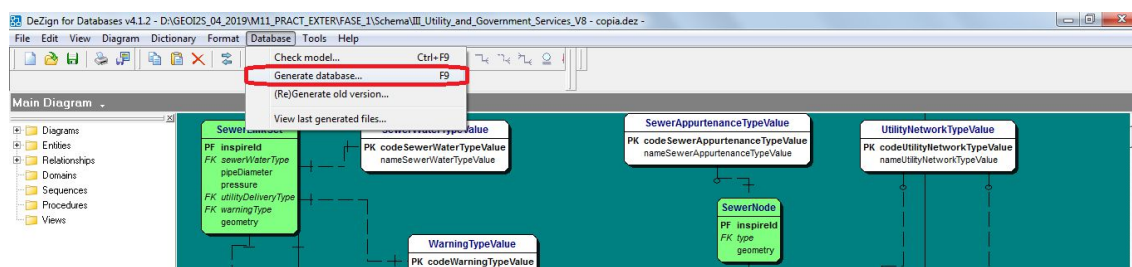 DeZign for Databases v4.1.2 - D:\GEOI2S_04_2019\M11_PRACT_EXTER\FASE_1\Schema\III_Utility_and_Government_Services_V8 - copia.dez -
File Edit View Diagram Dictionary Format Database Tools Help
Check model... Ctrl+F9
Generate database... F9
(Re)Generate old version...
View last generated files...
Main Diagram
Diagrams
Entities
Relationships
Domains
Sequences
Procedures
Views
SewerLinkSet
PF inspireId
FK sewerWaterType
pipeDiameter
pressure
FK utilityDeliveryType
FK warningType
geometry
SewerWaterTypeValue
PK codeSewerWaterTypeValue
nameSewerWaterTypeValue
WarningTypeValue
PK codeWarningTypeValue
SewerAppurtenanceTypeValue
PK codeSewerAppurtenanceTypeValue
nameSewerAppurtenanceTypeValue
SewerNode
PF inspireId
FK type
geometry
UtilityNetworkTypeValue
PK codeUtilityNetworkTypeValue
nameUtilityNetworkTypeValue